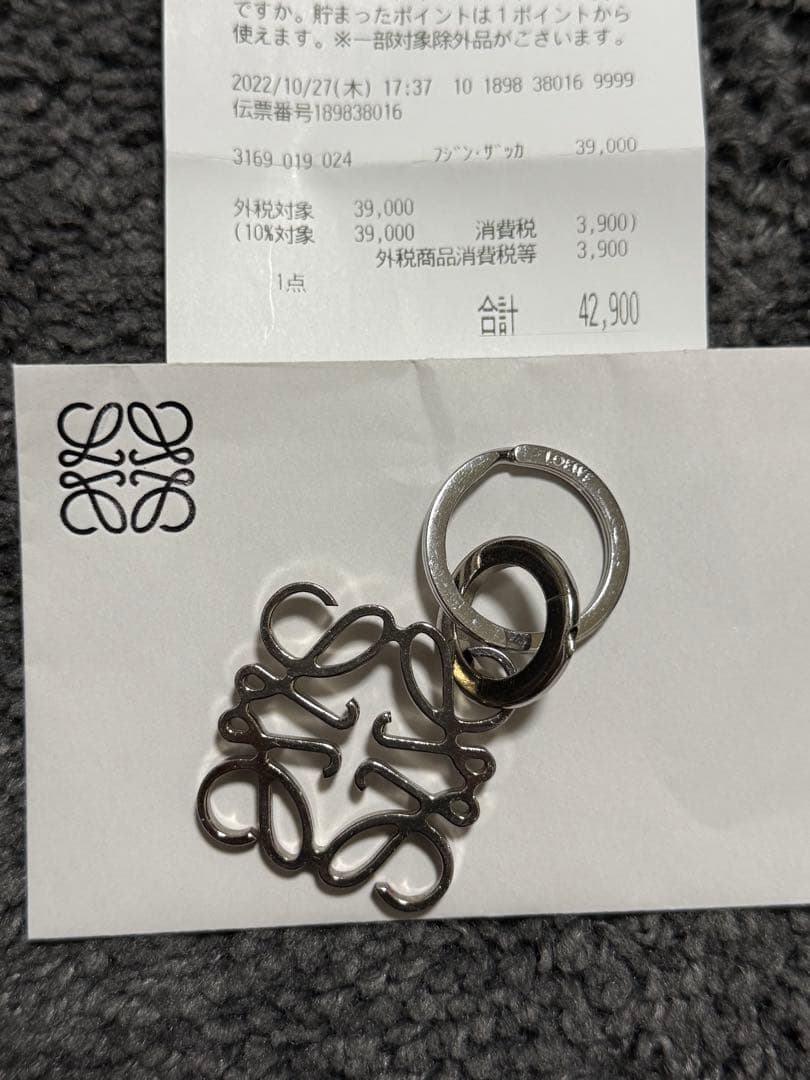 ですか。貯まったポイントは1ポイントから
使えます。※一部対象除外品がございます。
2022/10/27(木) 17:37 10 1898 38016 9999
伝票番号189838016
3169 019 024 フジン・ザッカ 39,000
外税対象 39,000
(10%対象 39,000 消費税 3,900)
外税商品消費税等 3,900
1点
合計 42,900
LOEWE